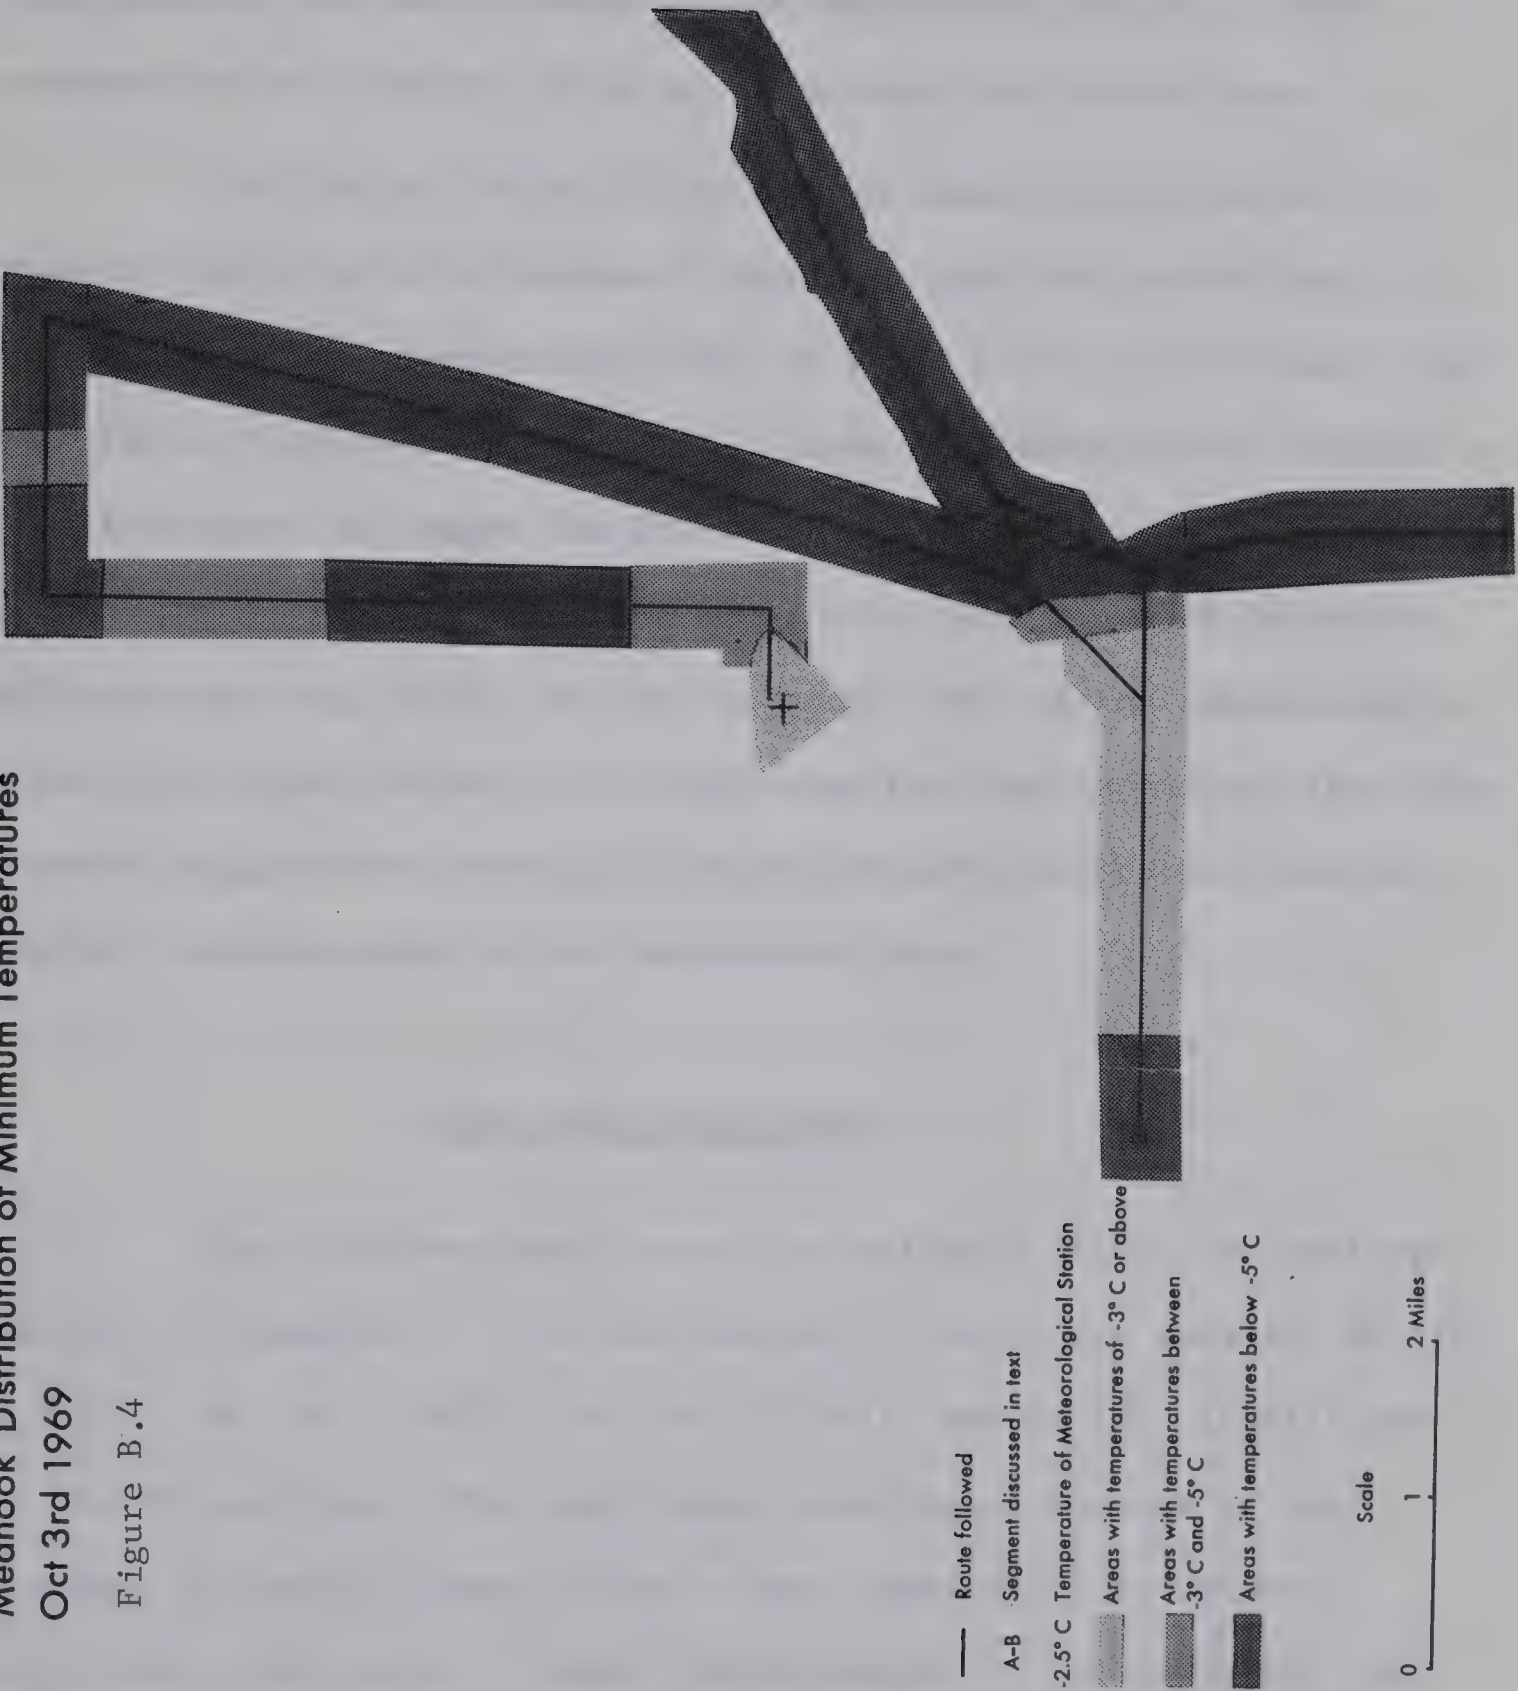 Meanook Distribution of Minimum Temperatures
Oct 3rd 1969
Figure B.4
Route followed
A-B Segment discussed in text
-2.5° C Temperature of Meteorological Station
Areas with temperatures of -3° C or above
Areas with temperatures between
-3° C and -5° C
Areas with temperatures below -5° C
Scale
0 1 2 Miles